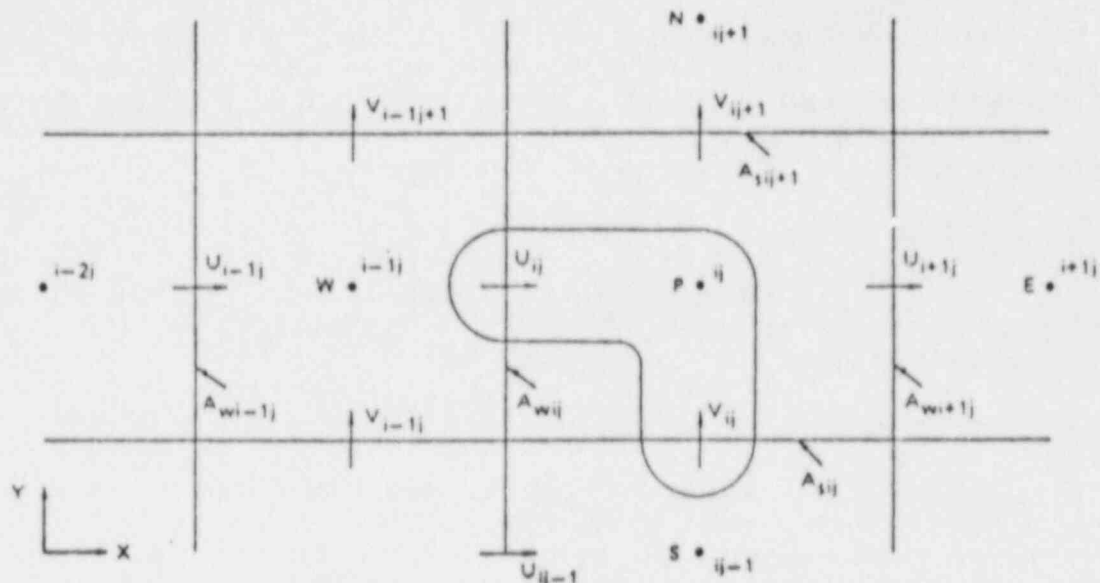 N ij+1
V i-1j+1 V ij+1
A sij+1
i-2j U i-1j W i-1j U ij P ij U i+1j E i+1j
A wi-1j V i-1j A wij V ij A wi+1j
A sij
Y
X U ij-1 S ij-1